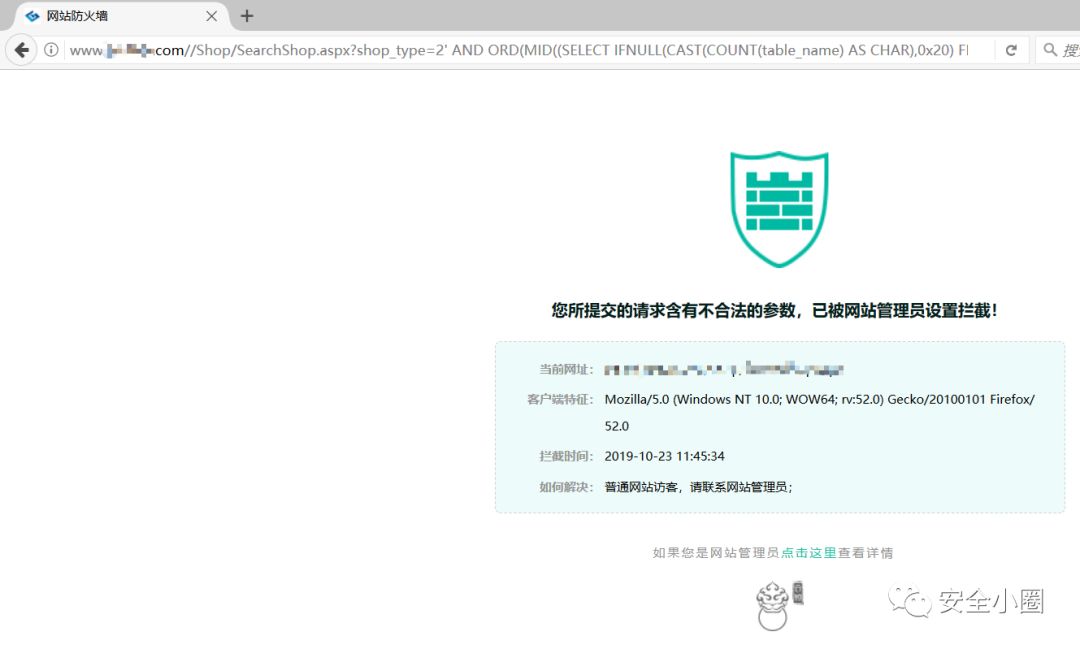 网站防火墙
www. com//Shop/SearchShop.aspx?shop_type=2' AND ORD(MID((SELECT IFNULL(CAST(COUNT(table_name) AS CHAR),0x20) FI
您所提交的请求含有不合法的参数，已被网站管理员设置拦截！
当前网址：
客户端特征： Mozilla/5.0 (Windows NT 10.0; WOW64; rv:52.0) Gecko/20100101 Firefox/
52.0
拦截时间： 2019-10-23 11:45:34
如何解决： 普通网站访客，请联系网站管理员；
如果您是网站管理员点击这里查看详情
安全小圈